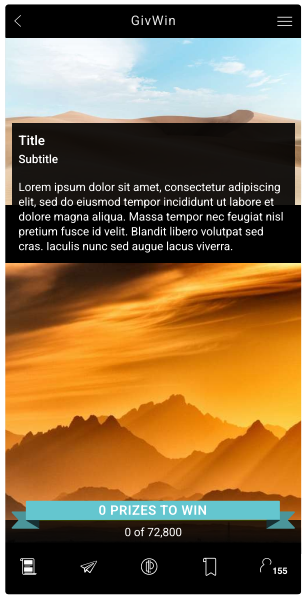 GivWin
Title
Subtitle
Lorem ipsum dolor sit amet, consectetur adipiscing
elit, sed do eiusmod tempor incididunt ut labore et
dolore magna aliqua. Massa tempor nec feugiat nisl
pretium fusce id velit. Blandit libero volutpat sed
cras. Iaculis nunc sed augue lacus viverra.
0 PRIZES TO WIN
0 of 72,800
155